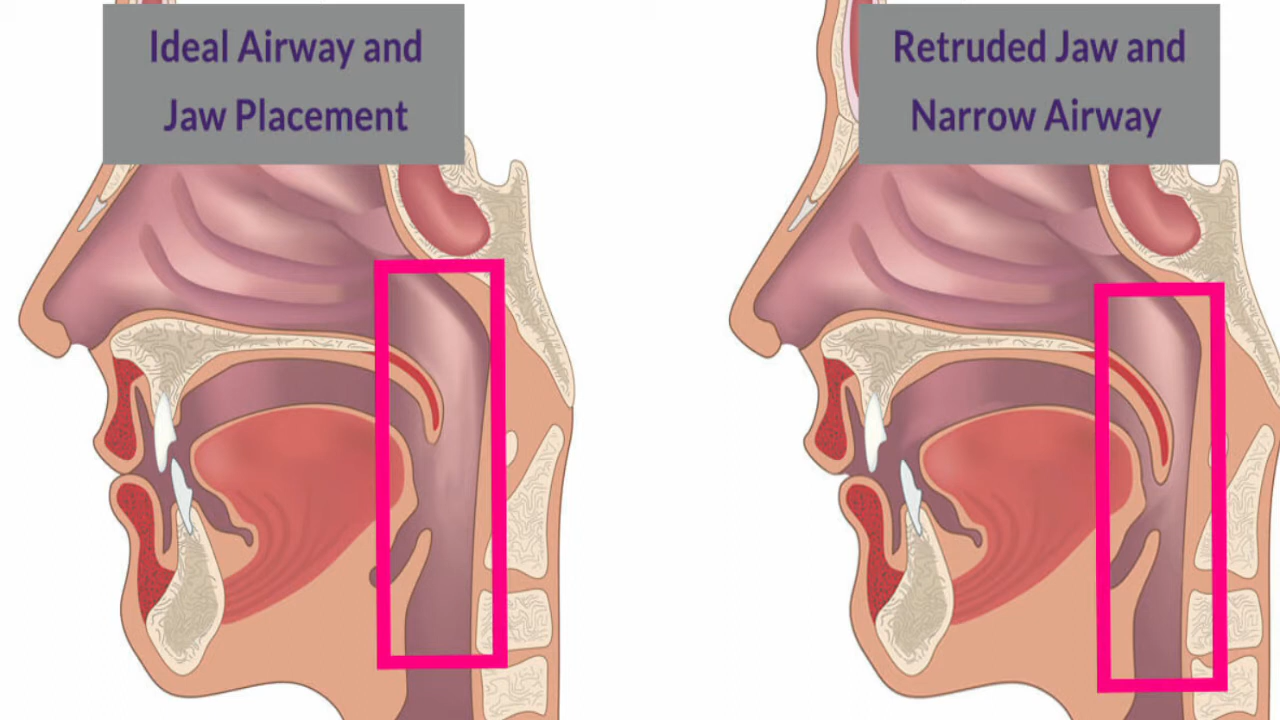 Ideal Airway and
Jaw Placement
Retruded Jaw and
Narrow Airway